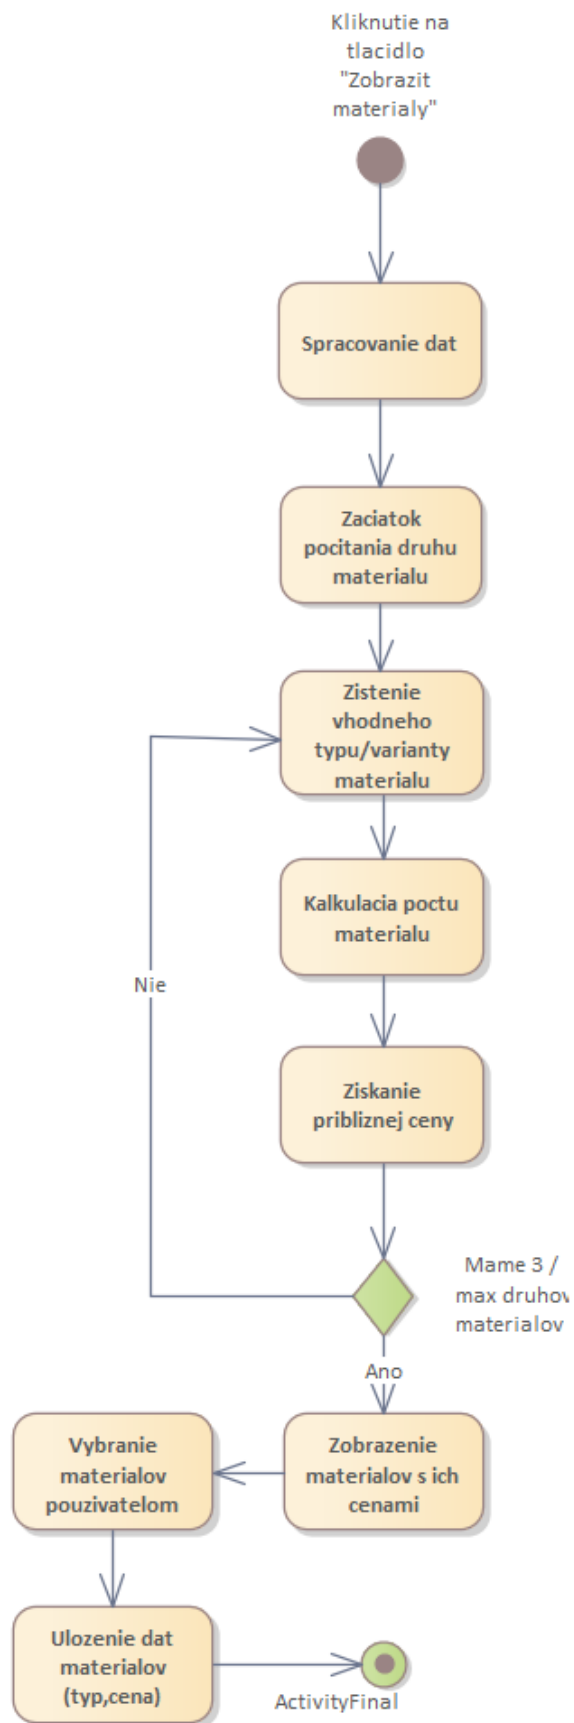 Kliknutie na
tlacidlo
"Zobrazit
materialy"
Spracovanie dat
Zaciatok
pocitania druhu
materialu
Zistenie
vhodneho
typu/varianty
materialu
Kalkulacia poctu
materialu
Nie
Ziskanie
pribliznej ceny
Mame 3 /
max druhov
materialov
Ano
Vybranie
materialov
pouzivatelom
Zobrazenie
materialov s ich
cenami
Ulozenie dat
materialov
(typ,cena)
ActivityFinal